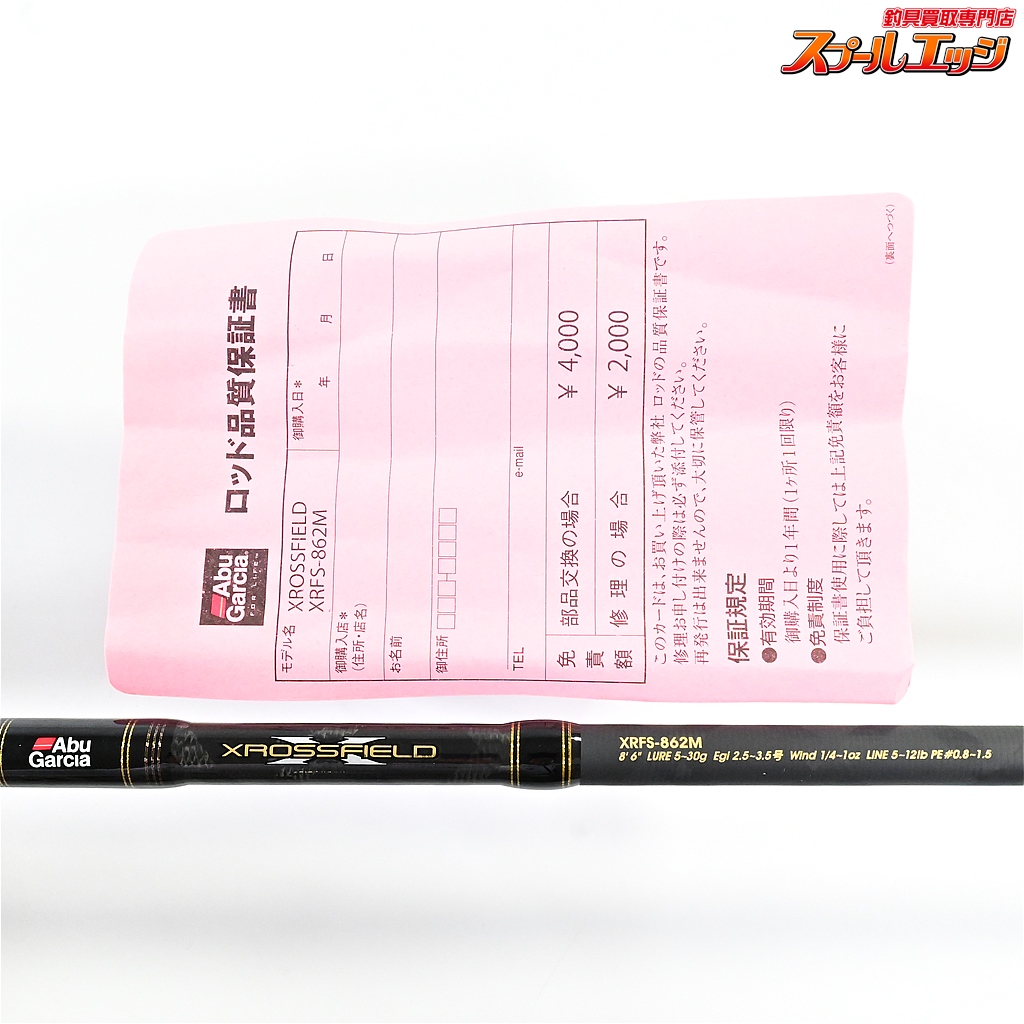 釣具買取専門店
スプールエッジ
Abu
Garcia
FOR LIFE™
ロッド品質保証書
モデル名 XROSSFIELD
XRFS-862M
御購入日* 年 月 日
御購入店*
(住所・店名)
お名前
御住所
TEL e-mail
免責額
部品交換の場合 ¥ 4,000
修理の場合 ¥ 2,000
このカードは、お買い上げ頂いた弊社 ロッドの品質保証書です。
修理お申し付けの際は必ず添付してください。
再発行は出来ませんので、大切に保管してください。
保証規定
●有効期間
御購入日より1年間(1ヶ所1回限り)
●免責制度
保証書使用に際しては上記免責額をお客様に
ご負担して頂きます。
(裏面へつづく)
Abu
Garcia
XROSSFIELD
XRFS-862M
8' 6" LURE 5~30g Egi 2.5~3.5号 Wind 1/4~1oz LINE 5~12lb PE #0.8~1.5